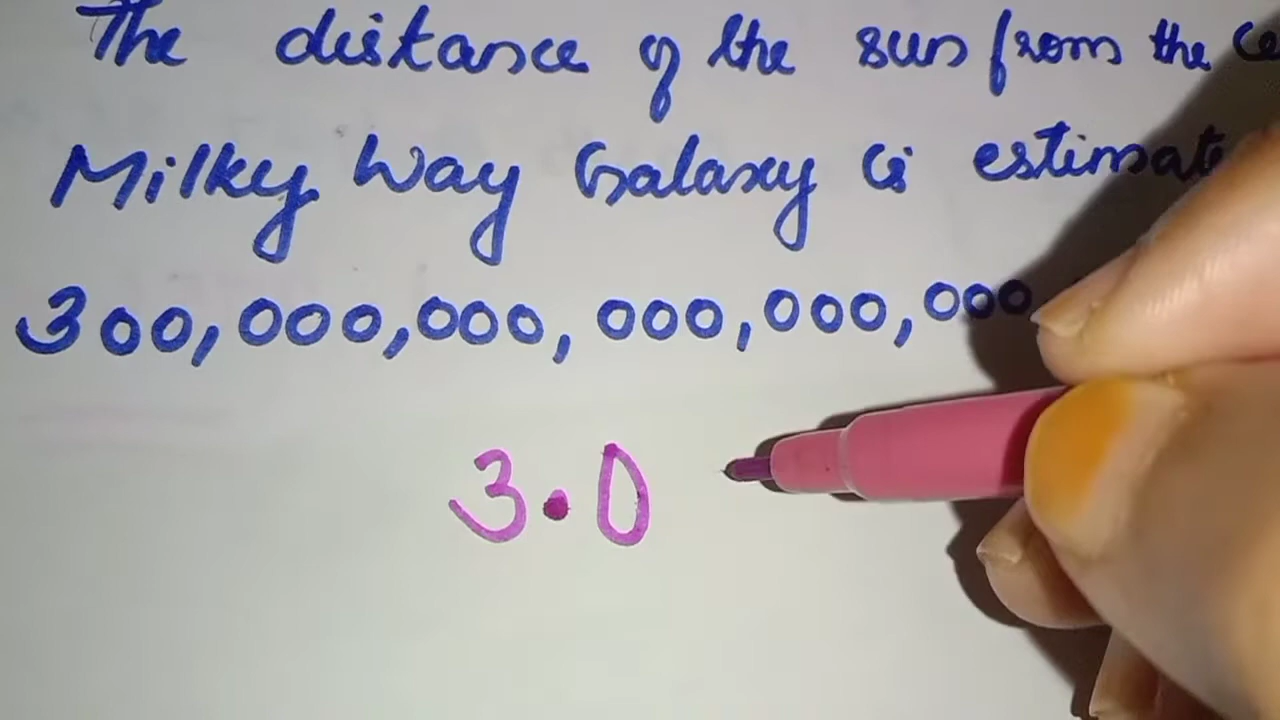 The distance of the sun from the
Milky Way Galaxy is
300,000,000,000,000,000
3.0